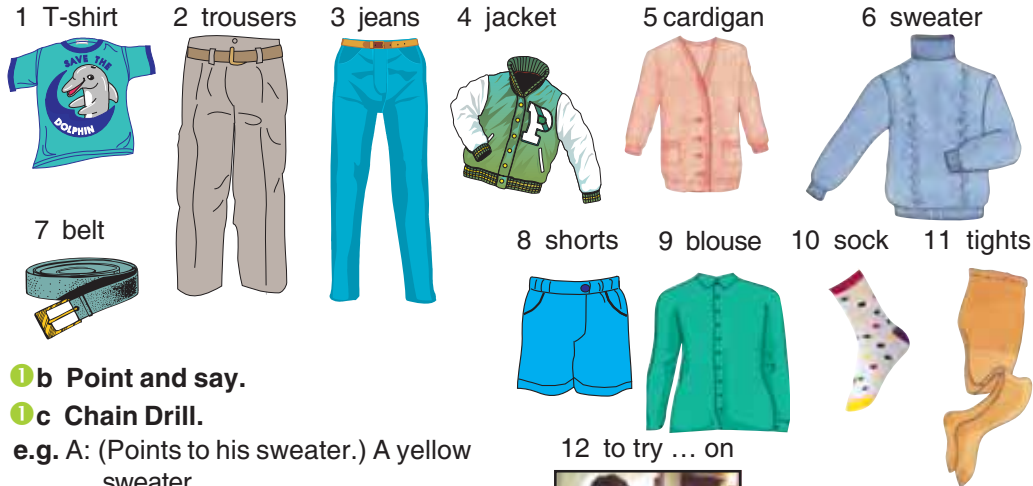 1 T-shirt 2 trousers 3 jeans 4 jacket 5 cardigan 6 sweater
SAVE THE
DOLPHIN
P
7 belt
8 shorts 9 blouse 10 sock 11 tights
❶b Point and say.
❶c Chain Drill.
e.g. A: (Points to his sweater.) A yellow
sweater
12 to try … on